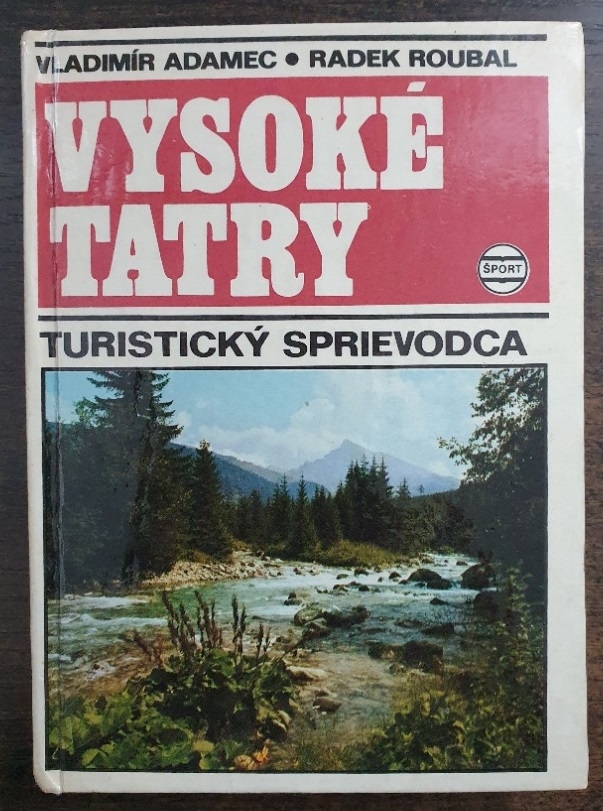 VLADIMÍR ADAMEC • RADEK ROUBAL
VYSOKÉ
TATRY
ŠPORT
TURISTICKÝ SPRIEVODCA